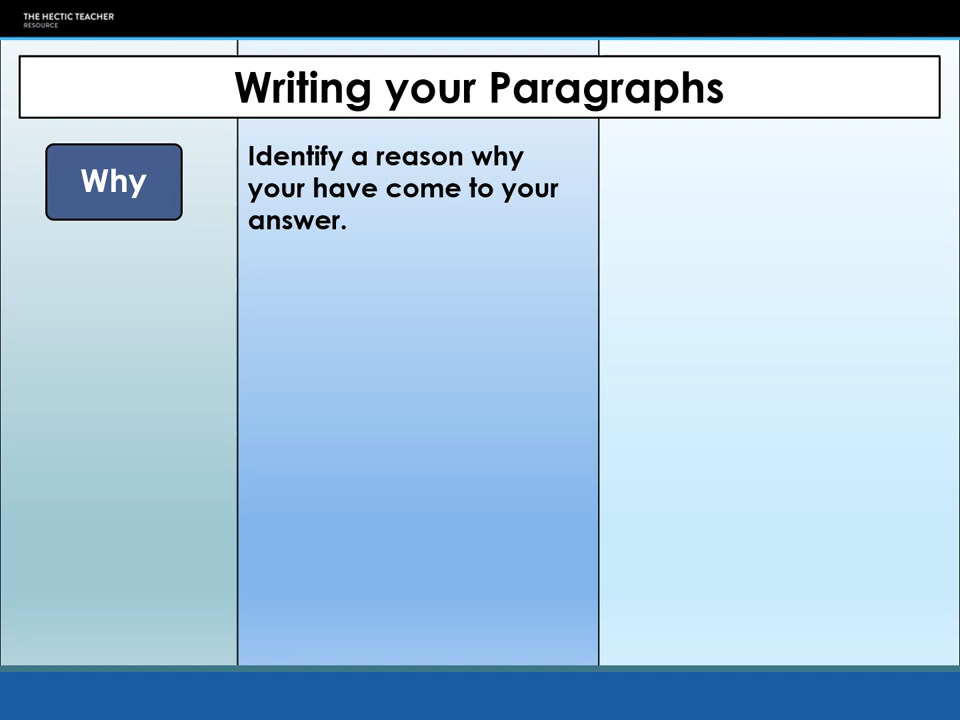 THE HECTIC TEACHER
RESOURCE
Writing your Paragraphs
Why
Identify a reason why
your have come to your
answer.